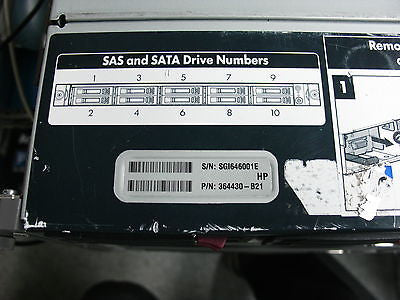 SAS and SATA Drive Numbers
1 3 5 7 9
2 4 6 8 10
S/N: SGI646001E
HP
P/N: 364430-B21
Remo
1